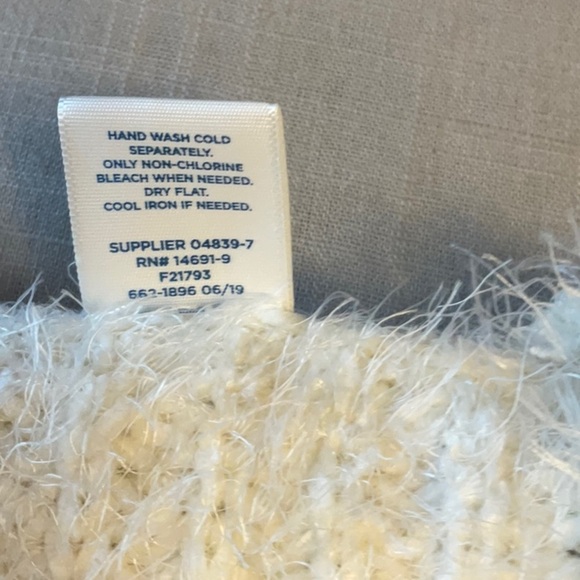 HAND WASH COLD
SEPARATELY.
ONLY NON-CHLORINE
BLEACH WHEN NEEDED.
DRY FLAT.
COOL IRON IF NEEDED.
SUPPLIER 04839-7
RN# 14691-9
F21793
662-1896 06/19